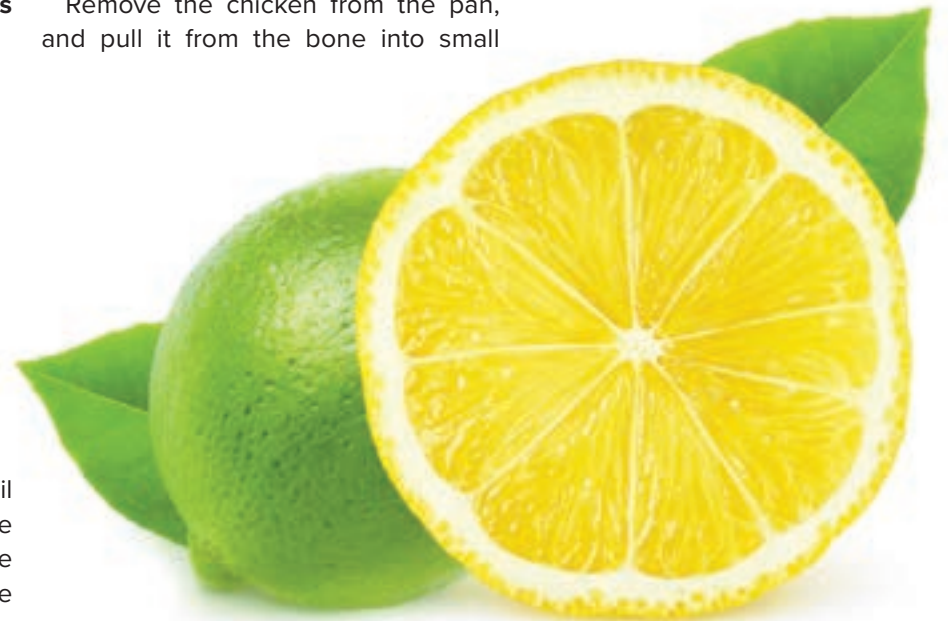 Remove the chicken from the pan,
and pull it from the bone into small